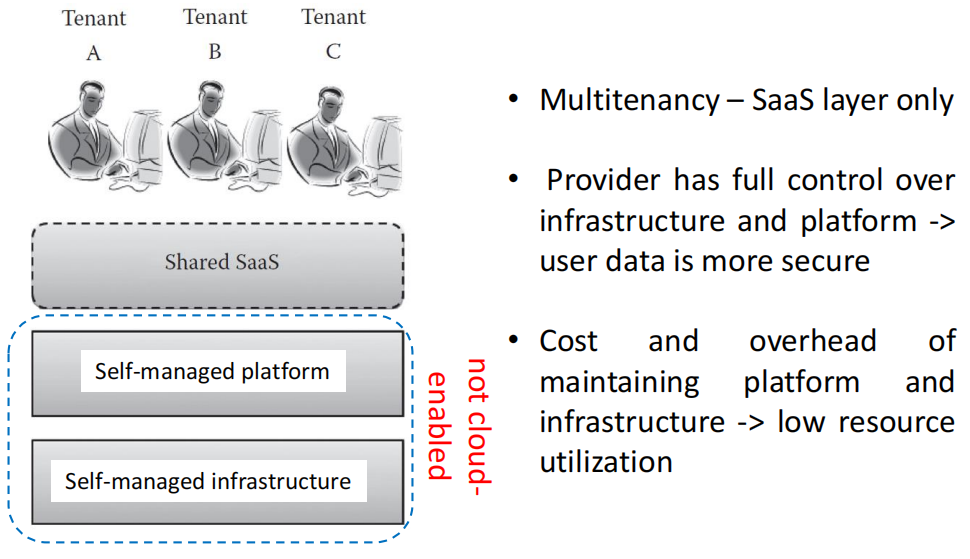 Tenant Tenant Tenant
A B C
Shared SaaS
Self-managed platform
Self-managed infrastructure
not cloud-
enabled
• Multitenancy – SaaS layer only
• Provider has full control over
infrastructure and platform ->
user data is more secure
• Cost and overhead of
maintaining platform and
infrastructure -> low resource
utilization